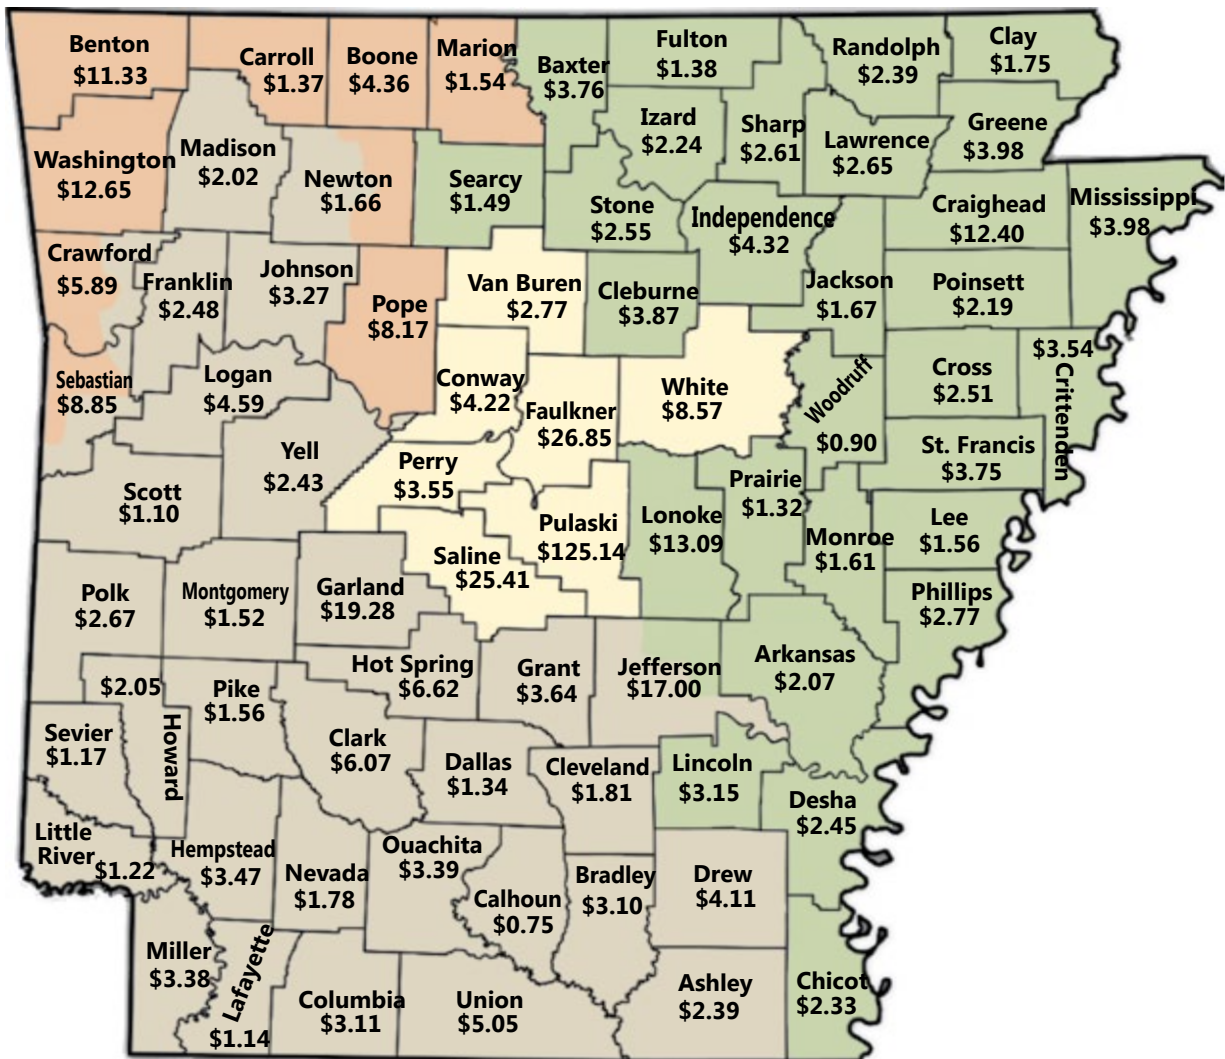 Benton
$11.33
Carroll
$1.37
Boone
$4.36
Marion
$1.54
Baxter
$3.76
Fulton
$1.38
Randolph
$2.39
Clay
$1.75
Washington
$12.65
Madison
$2.02
Newton
$1.66
Searcy
$1.49
Izard
$2.24
Sharp
$2.61
Lawrence
$2.65
Greene
$3.98
Stone
$2.55
Independence
$4.32
Craighead
$12.40
Mississippi
$3.98
Crawford
$5.89
Franklin
$2.48
Johnson
$3.27
Pope
$8.17
Van Buren
$2.77
Cleburne
$3.87
Jackson
$1.67
Poinsett
$2.19
Sebastian
$8.85
Logan
$4.59
Conway
$4.22
Faulkner
$26.85
White
$8.57
Woodruff
$0.90
Cross
$2.51
$3.54
Crittenden
Yell
$2.43
Perry
$3.55
St. Francis
$3.75
Scott
$1.10
Saline
$25.41
Pulaski
$125.14
Lonoke
$13.09
Prairie
$1.32
Monroe
$1.61
Lee
$1.56
Polk
$2.67
Montgomery
$1.52
Garland
$19.28
Phillips
$2.77
Hot Spring
$6.62
Grant
$3.64
Jefferson
$17.00
Arkansas
$2.07
$2.05
Howard
Pike
$1.56
Sevier
$1.17
Clark
$6.07
Dallas
$1.34
Cleveland
$1.81
Lincoln
$3.15
Desha
$2.45
Little
River
$1.22
Hempstead
$3.47
Nevada
$1.78
Ouachita
$3.39
Calhoun
$0.75
Bradley
$3.10
Drew
$4.11
Miller
$3.38
Lafayette
$1.14
Columbia
$3.11
Union
$5.05
Ashley
$2.39
Chicot
$2.33